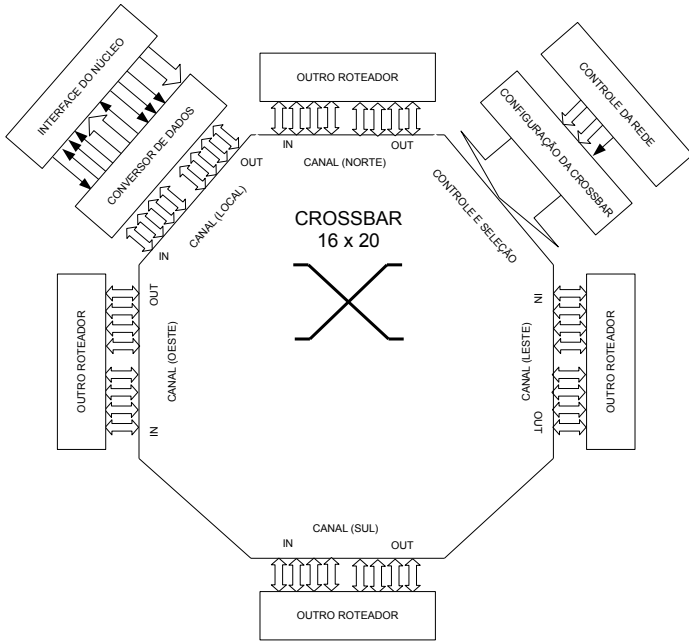 INTERFACE DO NÚCLEO
CONVERSOR DE DADOS
OUTRO ROTEADOR
CONTROLE DA REDE
CONFIGURAÇÃO DA CROSSBAR
IN
OUT
CANAL (NORTE)
OUT
CANAL (LOCAL)
IN
CONTROLE E SELEÇÃO
CROSSBAR
16 x 20
OUTRO ROTEADOR
OUT
CANAL (OESTE)
IN
IN
CANAL (LESTE)
OUT
OUTRO ROTEADOR
CANAL (SUL)
IN
OUT
OUTRO ROTEADOR